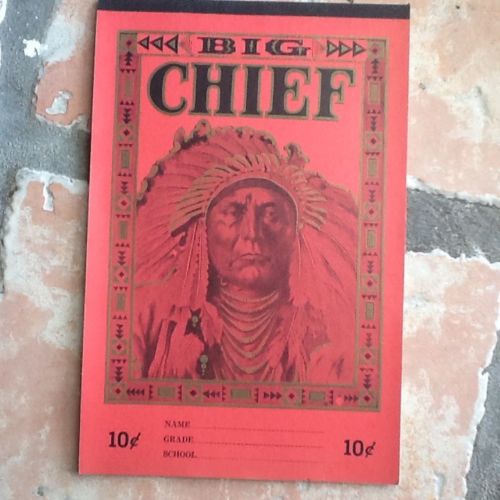 BIG
CHIEF
NAME
GRADE
SCHOOL
10¢ 10¢